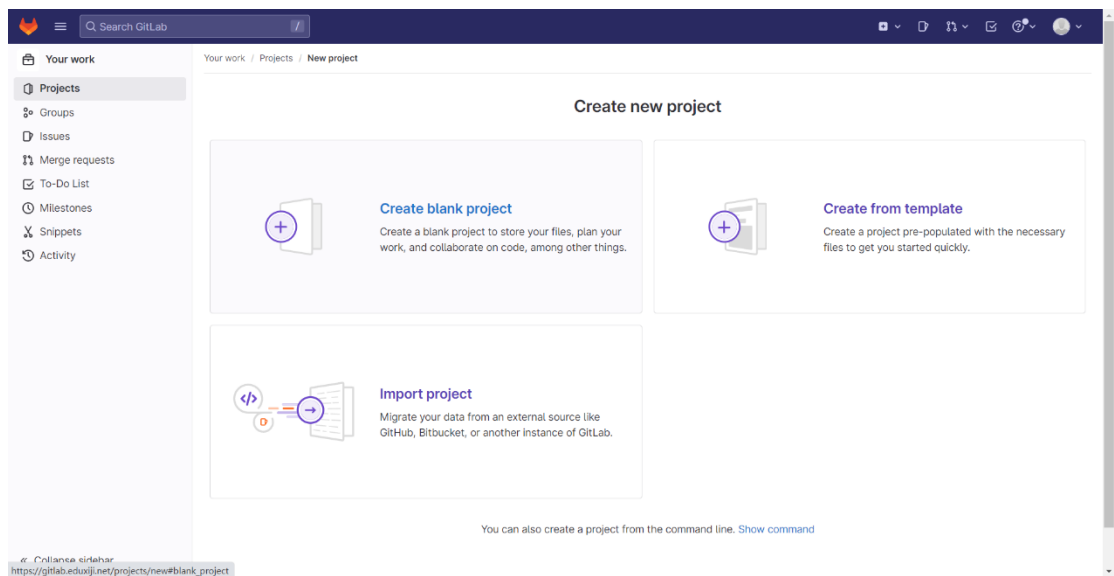 Search GitLab /
Your work
Your work / Projects / New project
Projects
Groups
Issues
Merge requests
To-Do List
Milestones
Snippets
Activity
Create new project
Create blank project
Create a blank project to store your files, plan your
work, and collaborate on code, among other things.
Create from template
Create a project pre-populated with the necessary
files to get you started quickly.
Import project
Migrate your data from an external source like
GitHub, Bitbucket, or another instance of GitLab.
You can also create a project from the command line. Show command
Collapse sidebar
https://gitlab.eduxiji.net/projects/new#blank_project